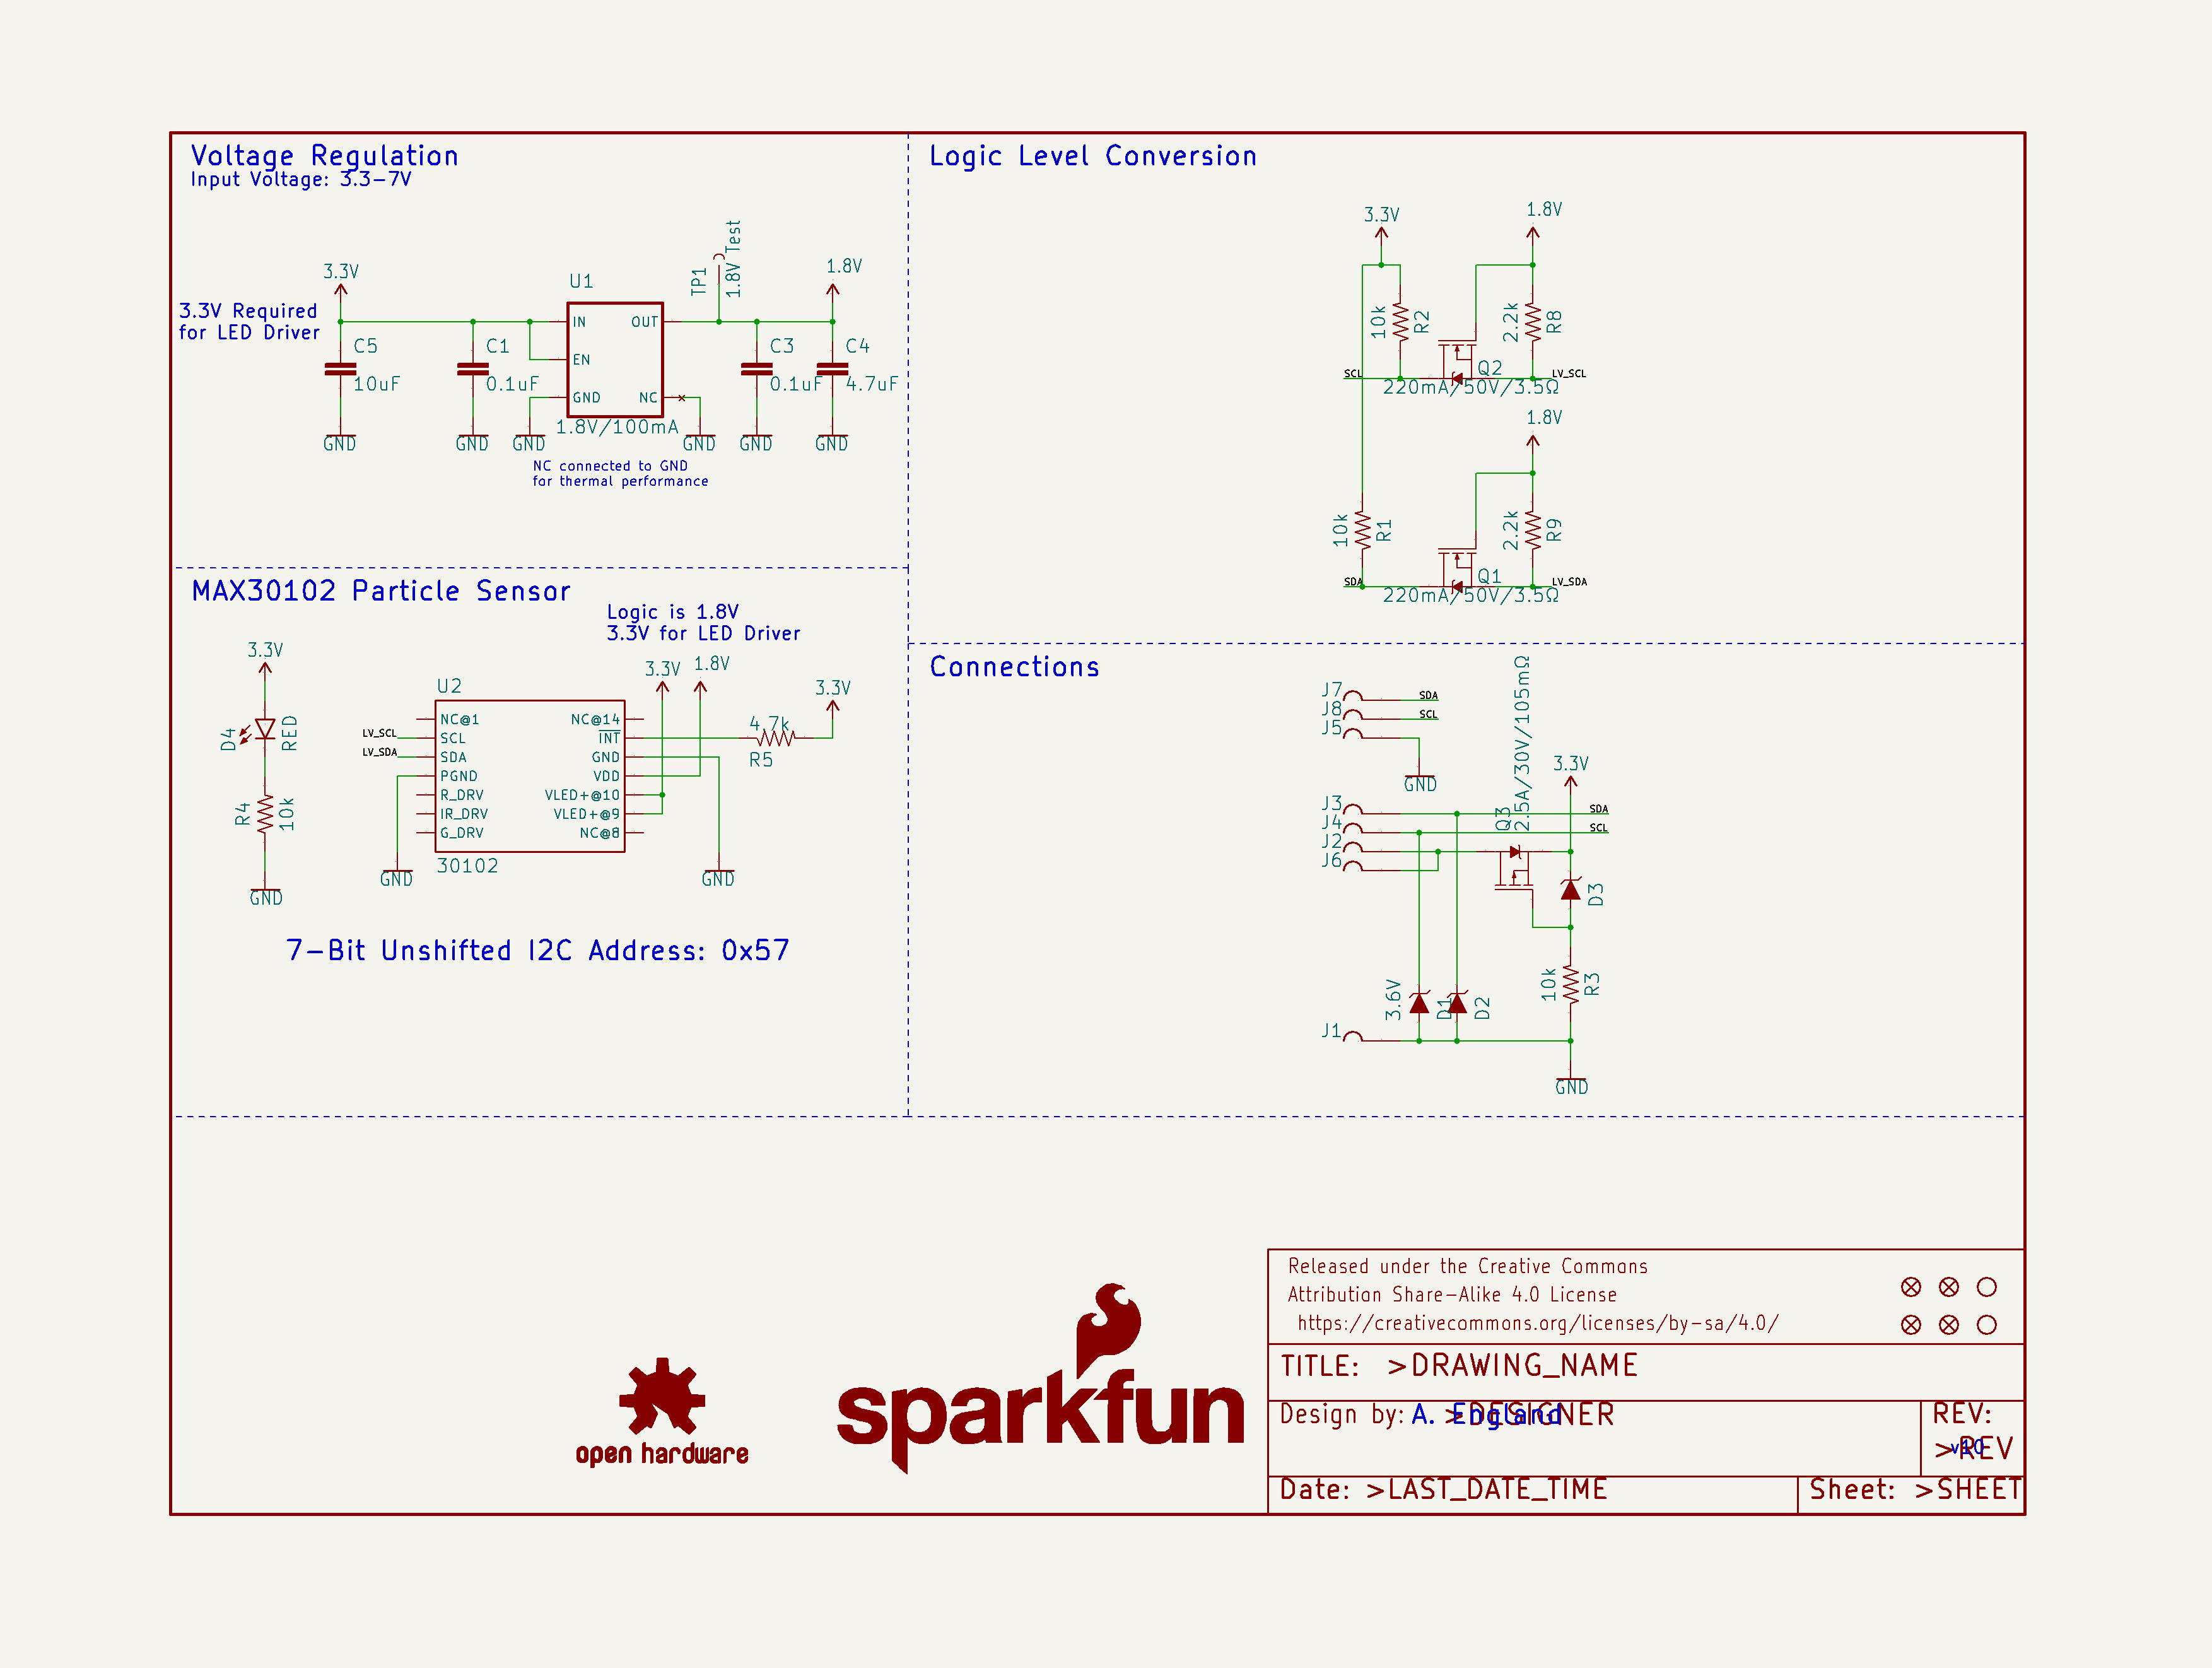 Voltage Regulation
Input Voltage: 3.3-7V
3.3V Required
for LED Driver
3.3V
C5
10uF
GND
C1
0.1uF
GND
U1
IN
EN
GND
OUT
NC
1.8V/100mA
GND
GND
TP1
1.8V Test
C3
0.1uF
GND
1.8V
C4
4.7uF
GND
NC connected to GND
for thermal performance
Logic Level Conversion
3.3V
1.8V
10k
R2
2.2k
R8
SCL
Q2
LV_SCL
220mA/50V/3.5Ω
1.8V
10k
R1
2.2k
R9
SDA
Q1
LV_SDA
220mA/50V/3.5Ω
MAX30102 Particle Sensor
Logic is 1.8V
3.3V for LED Driver
3.3V
D4
RED
R4
10k
GND
U2
LV_SCL
LV_SDA
NC@1
SCL
SDA
PGND
R_DRV
IR_DRV
G_DRV
NC@14
INT
GND
VDD
VLED+@10
VLED+@9
NC@8
30102
GND
3.3V
1.8V
4.7k
R5
3.3V
GND
7-Bit Unshifted I2C Address: 0x57
Connections
J7
SDA
J8
SCL
J5
GND
J3
SDA
J4
SCL
J2
J6
Q3
2.5A/30V/105mΩ
3.3V
D3
10k
R3
3.6V
D1
D2
J1
GND
open hardware
sparkfun
Released under the Creative Commons
Attribution Share-Alike 4.0 License
https://creativecommons.org/licenses/by-sa/4.0/
TITLE: >DRAWING_NAME
Design by: A. England >DESIGNER
REV:
>REV
v10
Date: >LAST_DATE_TIME
Sheet: >SHEET